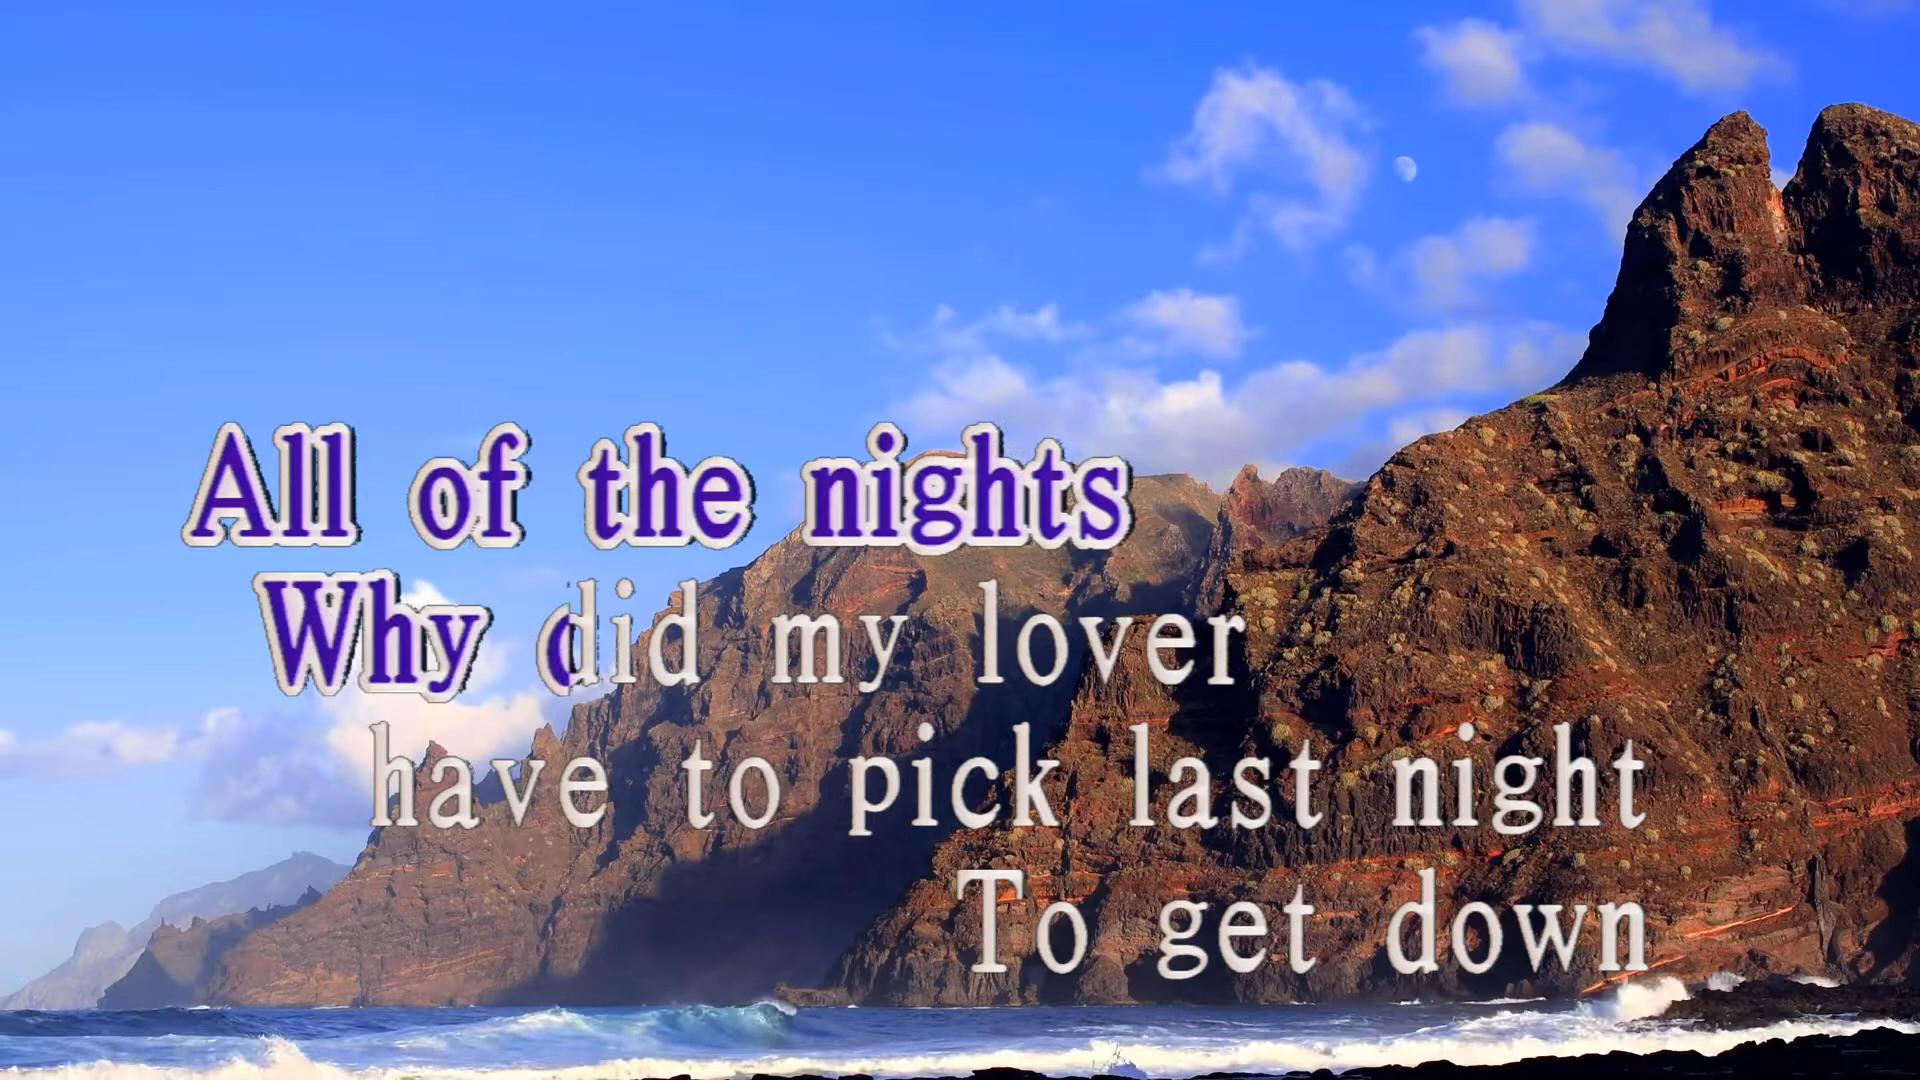 All of the nights
Why did my lover
have to pick last night
To get down